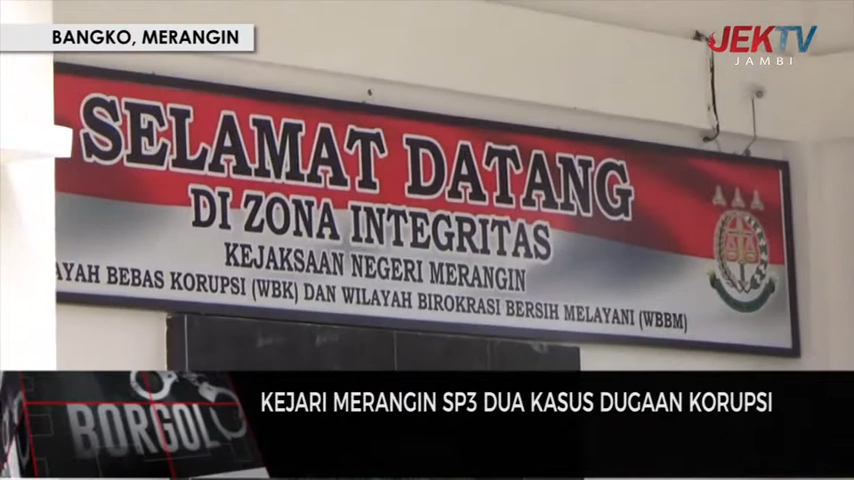 BANGKO, MERANGIN
JEKTV
JAMBI
SELAMAT DATANG
DI ZONA INTEGRITAS
KEJAKSAAN NEGERI MERANGIN
AYAH BEBAS KORUPSI (WBK) DAN WILAYAH BIROKRASI BERSIH MELAYANI (WBBM)
BORGOL
KEJARI MERANGIN SP3 DUA KASUS DUGAAN KORUPSI